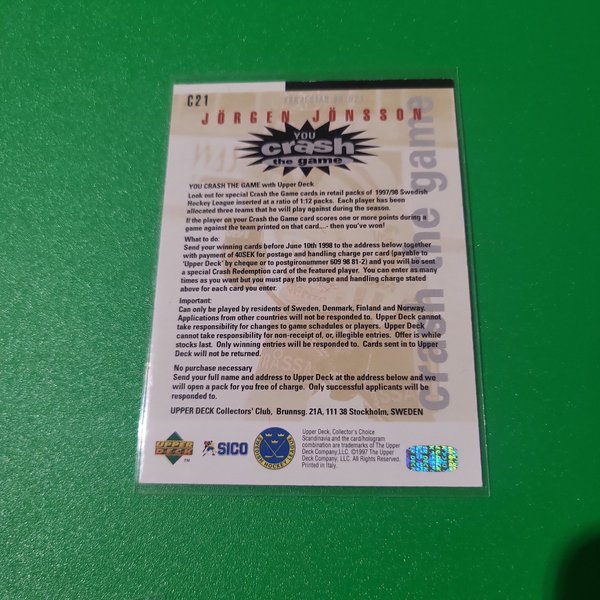 C21
JÖRGEN JÖNSSON
YOU
crash
the game
crash the game
YOU CRASH THE GAME with Upper Deck
Look out for special Crash the Game cards in retail packs of 1997/98 Swedish
Hockey League inserted at a ratio of 1:12 packs. Each player has been
allocated three teams that he will play against during the season.
If the player on your Crash the Game card scores one or more points during a
game against the team printed on that card...- then you've won!
What to do:
Send your winning cards before June 10th 1998 to the address below together
with payment of 40SEK for postage and handling charge per card (payable to
'Upper Deck' by cheque or to postgironumber 609 98 81-2) and you will be sent
a special Crash Redemption card of the featured player. You can enter as many
times as you want but you must pay the postage and handling charge stated
above for each card you enter.
Important:
Can only be played by residents of Sweden, Denmark, Finland and Norway.
Applications from other countries will not be responded to. Upper Deck cannot
take responsibility for changes to game schedules or players. Upper Deck
cannot take responsibility for non-receipt of, or, illegible entries. Offer is while
stocks last. Only winning entries will be responded to. Cards sent in to Upper
Deck will not be returned.
No purchase necessary
Send your full name and address to Upper Deck at the address below and we
will open a pack for you free of charge. Only successful applicants will be
responded to.
UPPER DECK Collectors' Club, Brunnsg. 21A, 111 38 Stockholm, SWEDEN
UPPER
DECK
TM
SICO
SWEDISH HOCKEY LEAGUE
Upper Deck, Collector's Choice
Scandinavia and the card/hologram
combination are trademarks of The Upper
Deck Company, LLC. ©1997 The Upper
Deck Company, LLC. All Rights Reserved.
Printed in Italy.